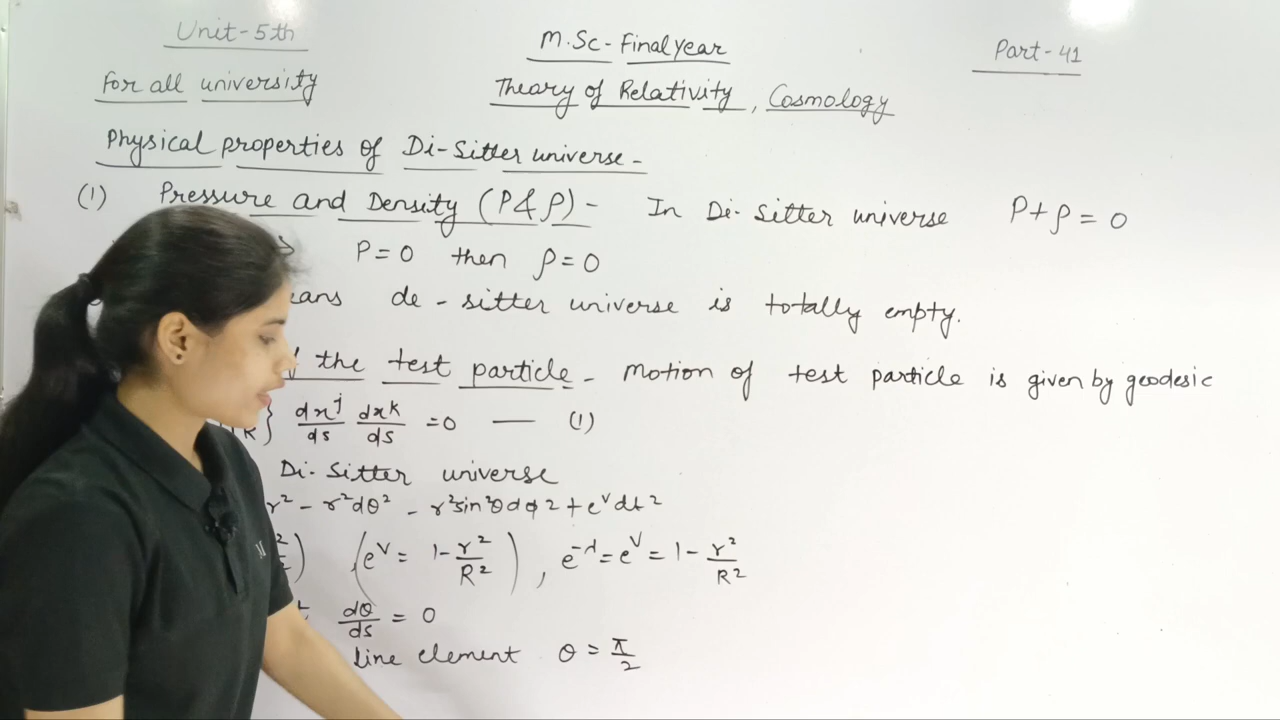 Unit-5th
M.Sc-Final year
Part-41
For all university
Theory of Relativity, Cosmology
Physical properties of Di-Sitter universe-
(1) Pressure and Density (P & ρ) - In Di-Sitter universe P+ρ=0
P=0 then ρ=0
de-sitter universe is totally empty.
the test particle - motion of test particle is given by geodesic
} dx^j/ds dx^k/ds =0 — (1)
Di-Sitter universe
r² - r²dθ² - r²sin²θdφ2 + e^ν dt²
) (e^ν = 1-r²/R²), e^-λ = e^ν = 1-r²/R²
dθ/ds = 0
line element θ = π/2